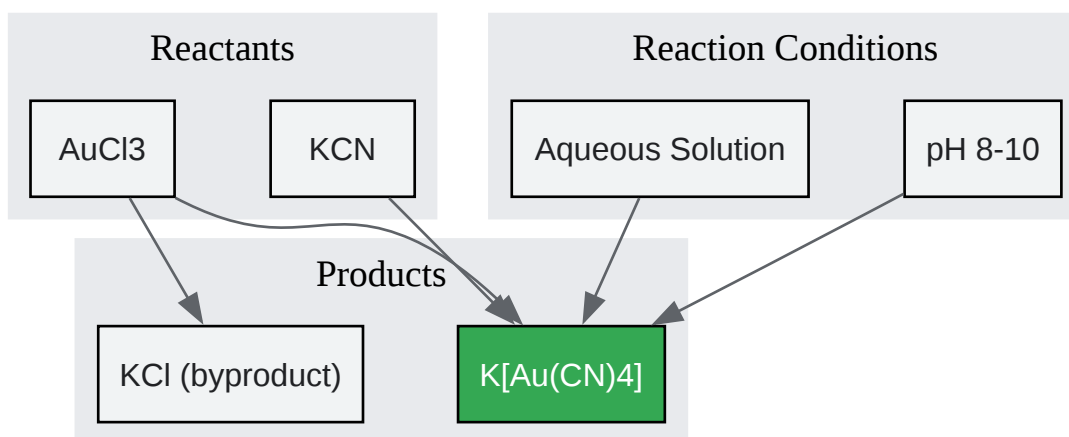 Reactants
Reaction Conditions
AuCl3
KCN
Aqueous Solution
pH 8-10
Products
KCl (byproduct)
K[Au(CN)4]